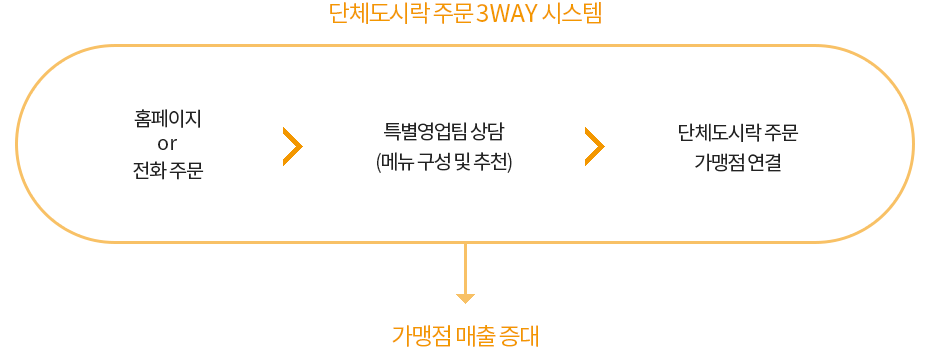 단체도시락 주문 3WAY 시스템
홈페이지
or
전화 주문
특별영업팀 상담
(메뉴 구성 및 추천)
단체도시락 주문
가맹점 연결
가맹점 매출 증대